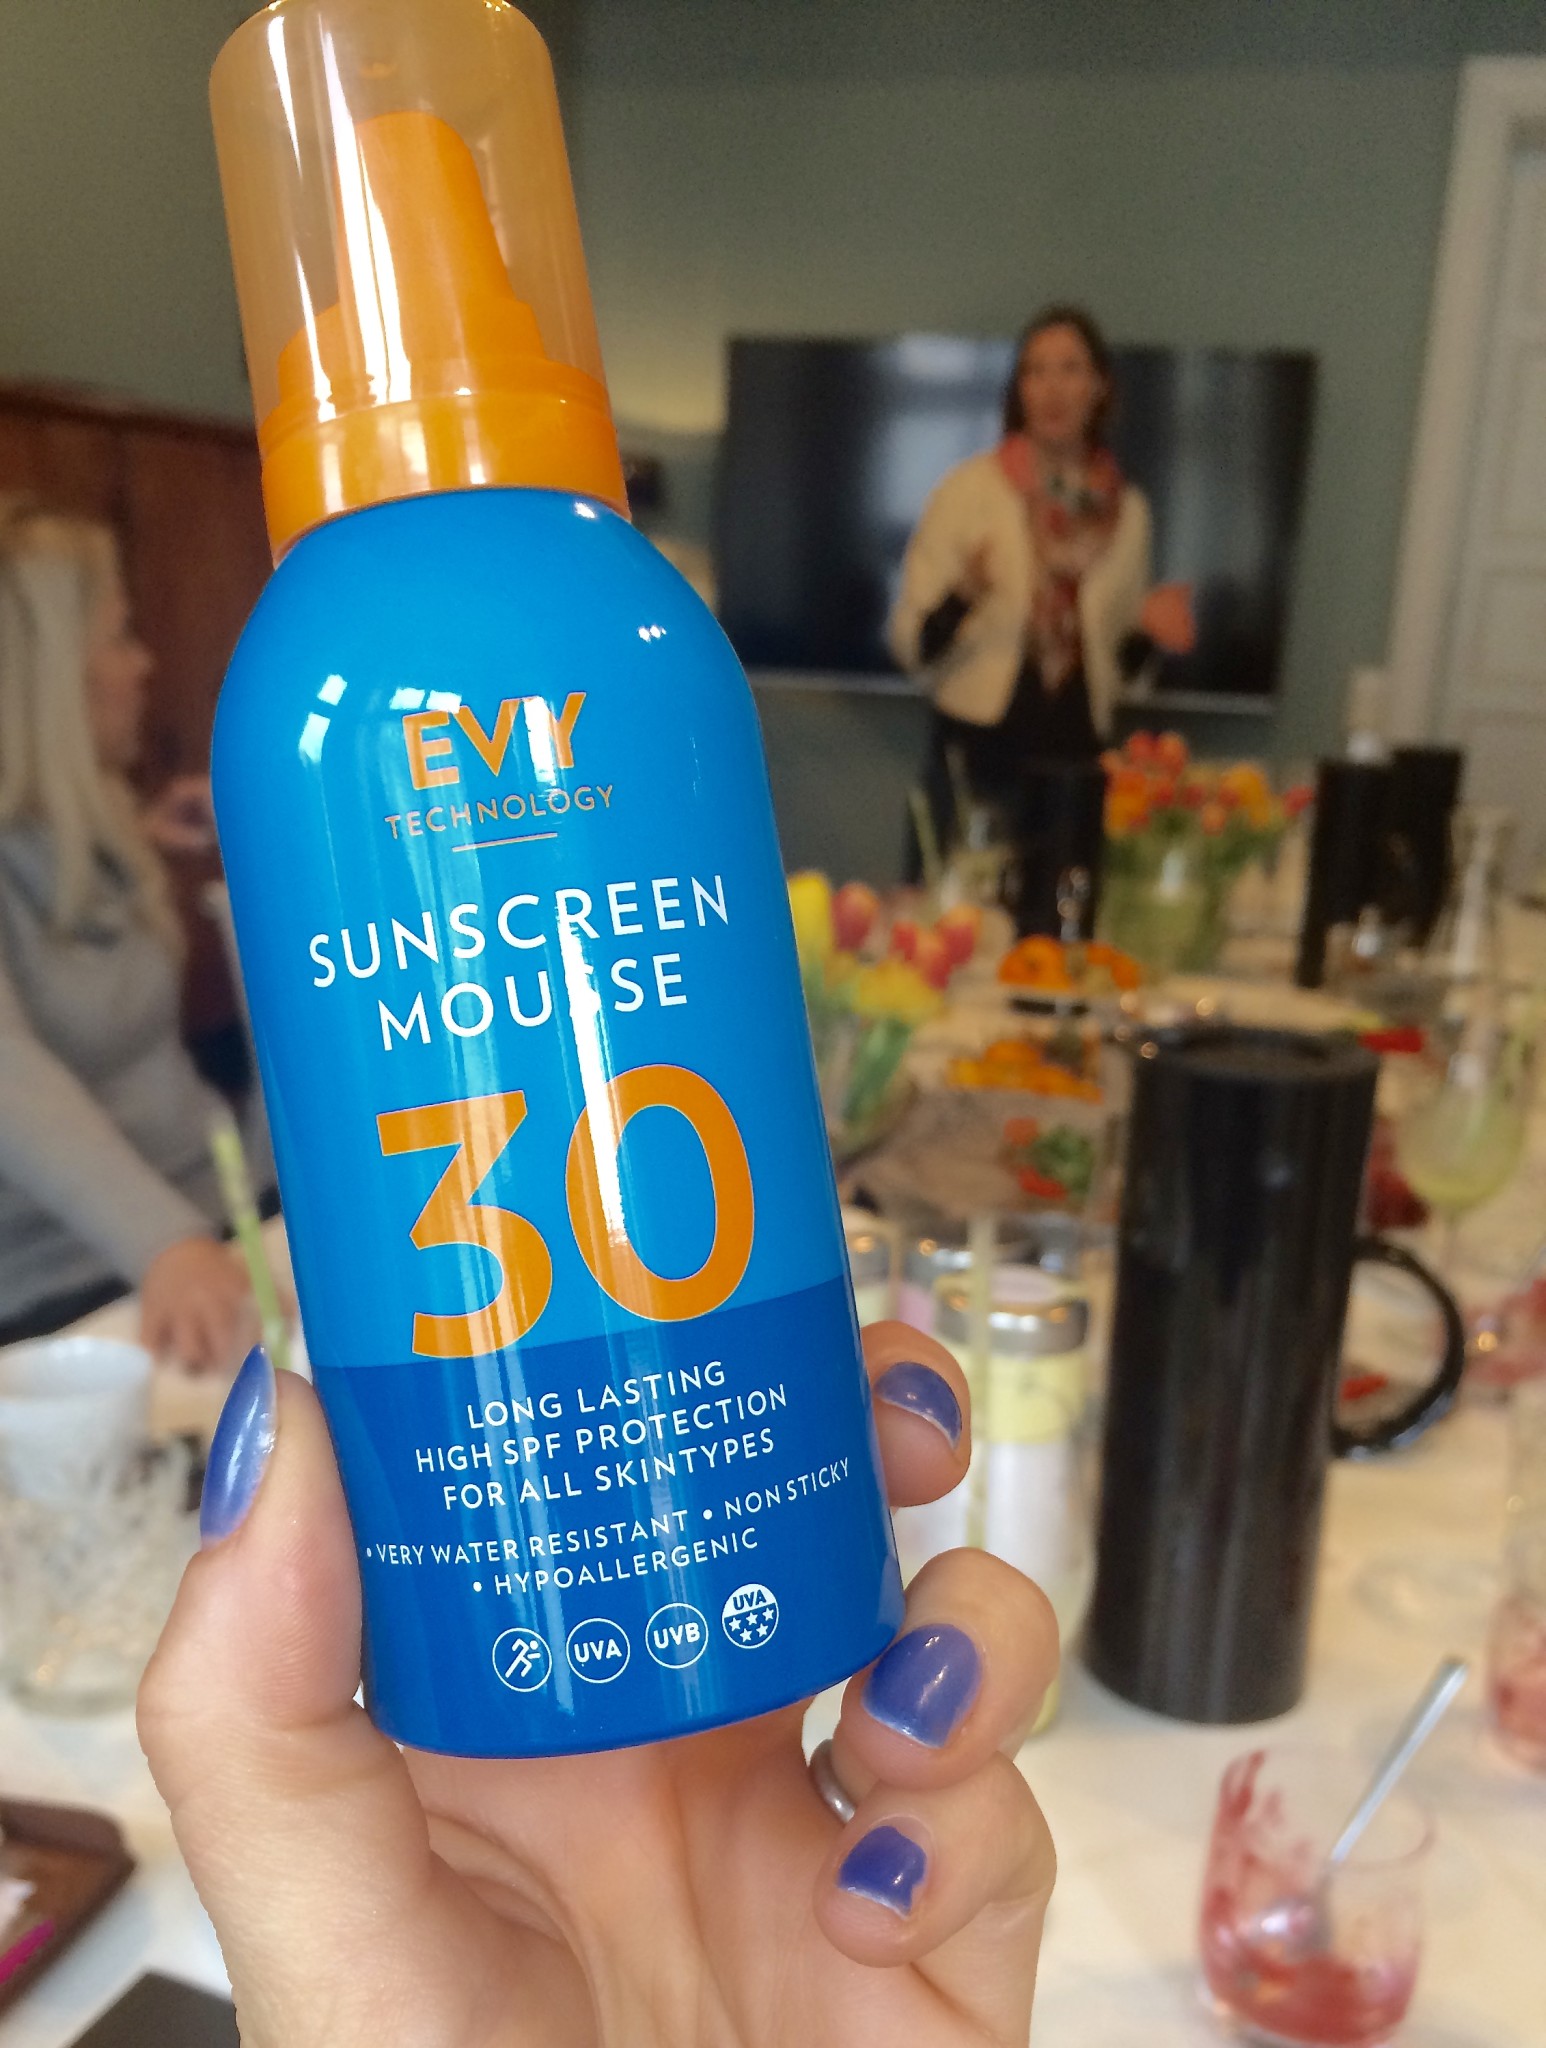 EVY
TECHNOLOGY
SUNSCREEN
MOUSSE
30
LONG LASTING
HIGH SPF PROTECTION
FOR ALL SKINTYPES
• VERY WATER RESISTANT • NON STICKY
• HYPOALLERGENIC
UVA UVB UVA